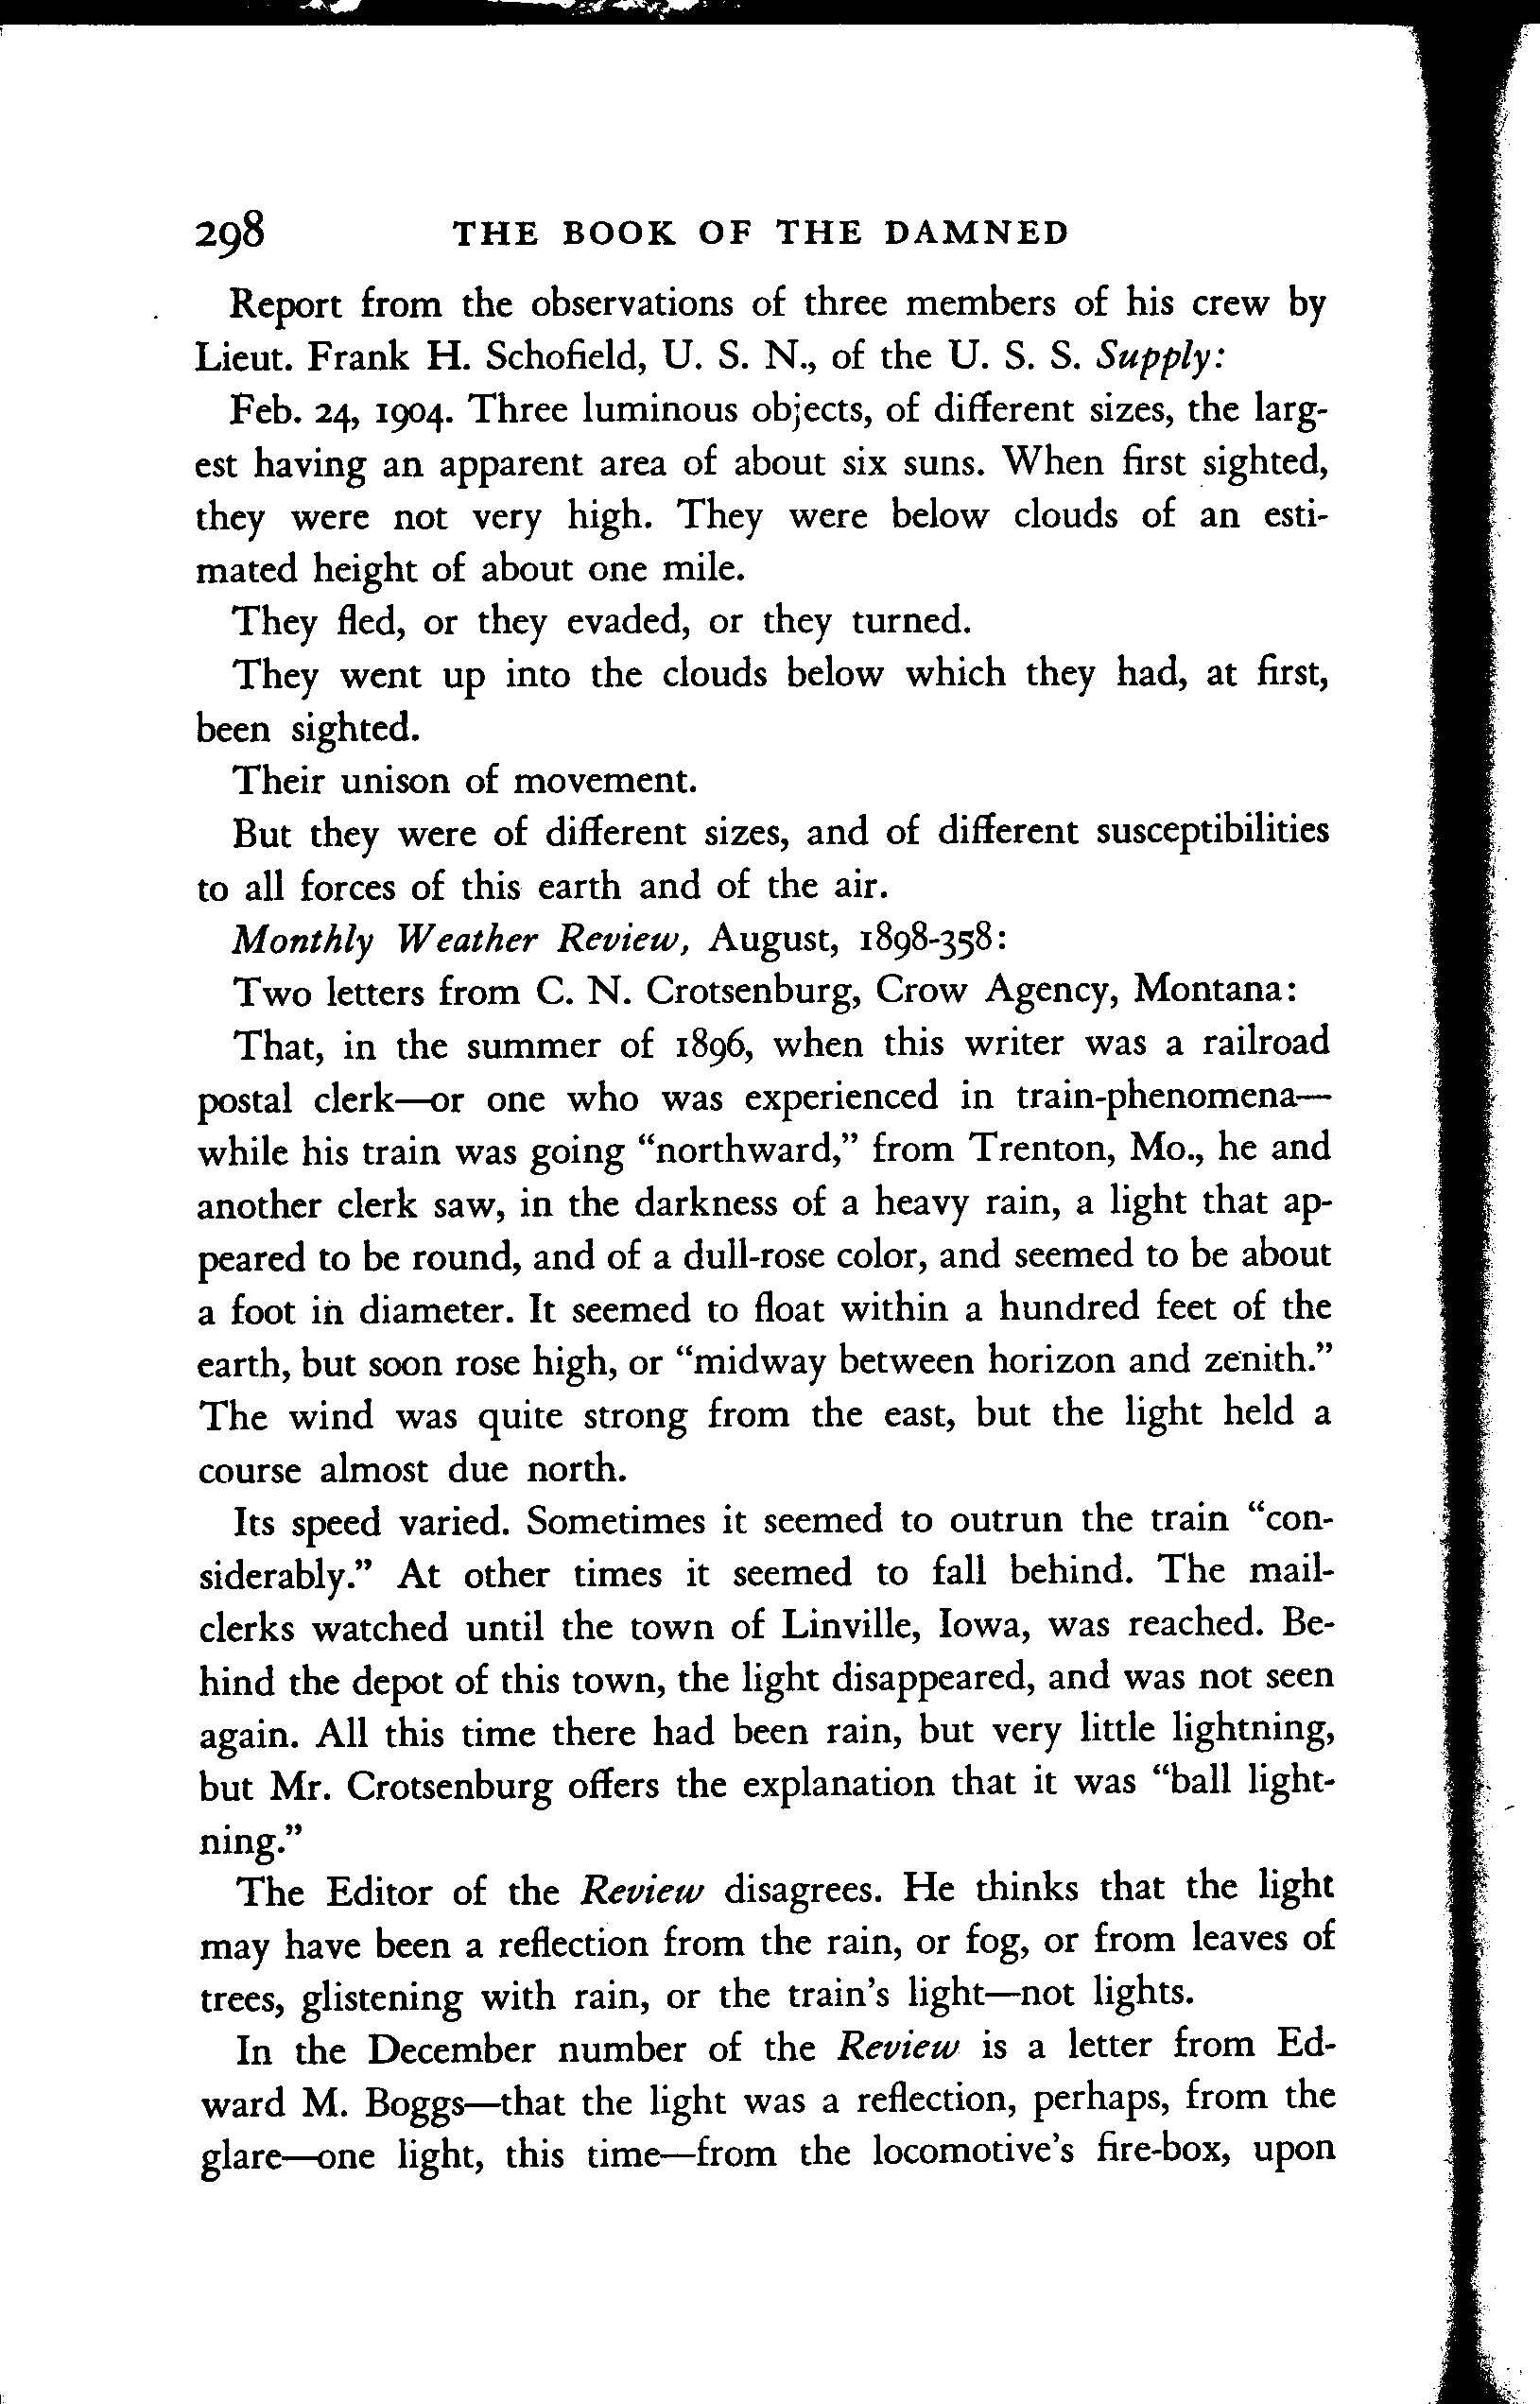 298 THE BOOK OF THE DAMNED
Report from the observations of three members of his crew by
Lieut. Frank H. Schofield, U. S. N., of the U. S. S. Supply:
Feb. 24, 1904. Three luminous objects, of different sizes, the larg-
est having an apparent area of about six suns. When first sighted,
they were not very high. They were below clouds of an esti-
mated height of about one mile.
They fled, or they evaded, or they turned.
They went up into the clouds below which they had, at first,
been sighted.
Their unison of movement.
But they were of different sizes, and of different susceptibilities
to all forces of this earth and of the air.
Monthly Weather Review, August, 1898-358:
Two letters from C. N. Crotsenburg, Crow Agency, Montana:
That, in the summer of 1896, when this writer was a railroad
postal clerk—or one who was experienced in train-phenomena—
while his train was going “northward,” from Trenton, Mo., he and
another clerk saw, in the darkness of a heavy rain, a light that ap-
peared to be round, and of a dull-rose color, and seemed to be about
a foot in diameter. It seemed to float within a hundred feet of the
earth, but soon rose high, or “midway between horizon and zenith.”
The wind was quite strong from the east, but the light held a
course almost due north.
Its speed varied. Sometimes it seemed to outrun the train “con-
siderably.” At other times it seemed to fall behind. The mail-
clerks watched until the town of Linville, Iowa, was reached. Be-
hind the depot of this town, the light disappeared, and was not seen
again. All this time there had been rain, but very little lightning,
but Mr. Crotsenburg offers the explanation that it was “ball light-
ning.”
The Editor of the Review disagrees. He thinks that the light
may have been a reflection from the rain, or fog, or from leaves of
trees, glistening with rain, or the train’s light—not lights.
In the December number of the Review is a letter from Ed-
ward M. Boggs—that the light was a reflection, perhaps, from the
glare—one light, this time—from the locomotive’s fire-box, upon